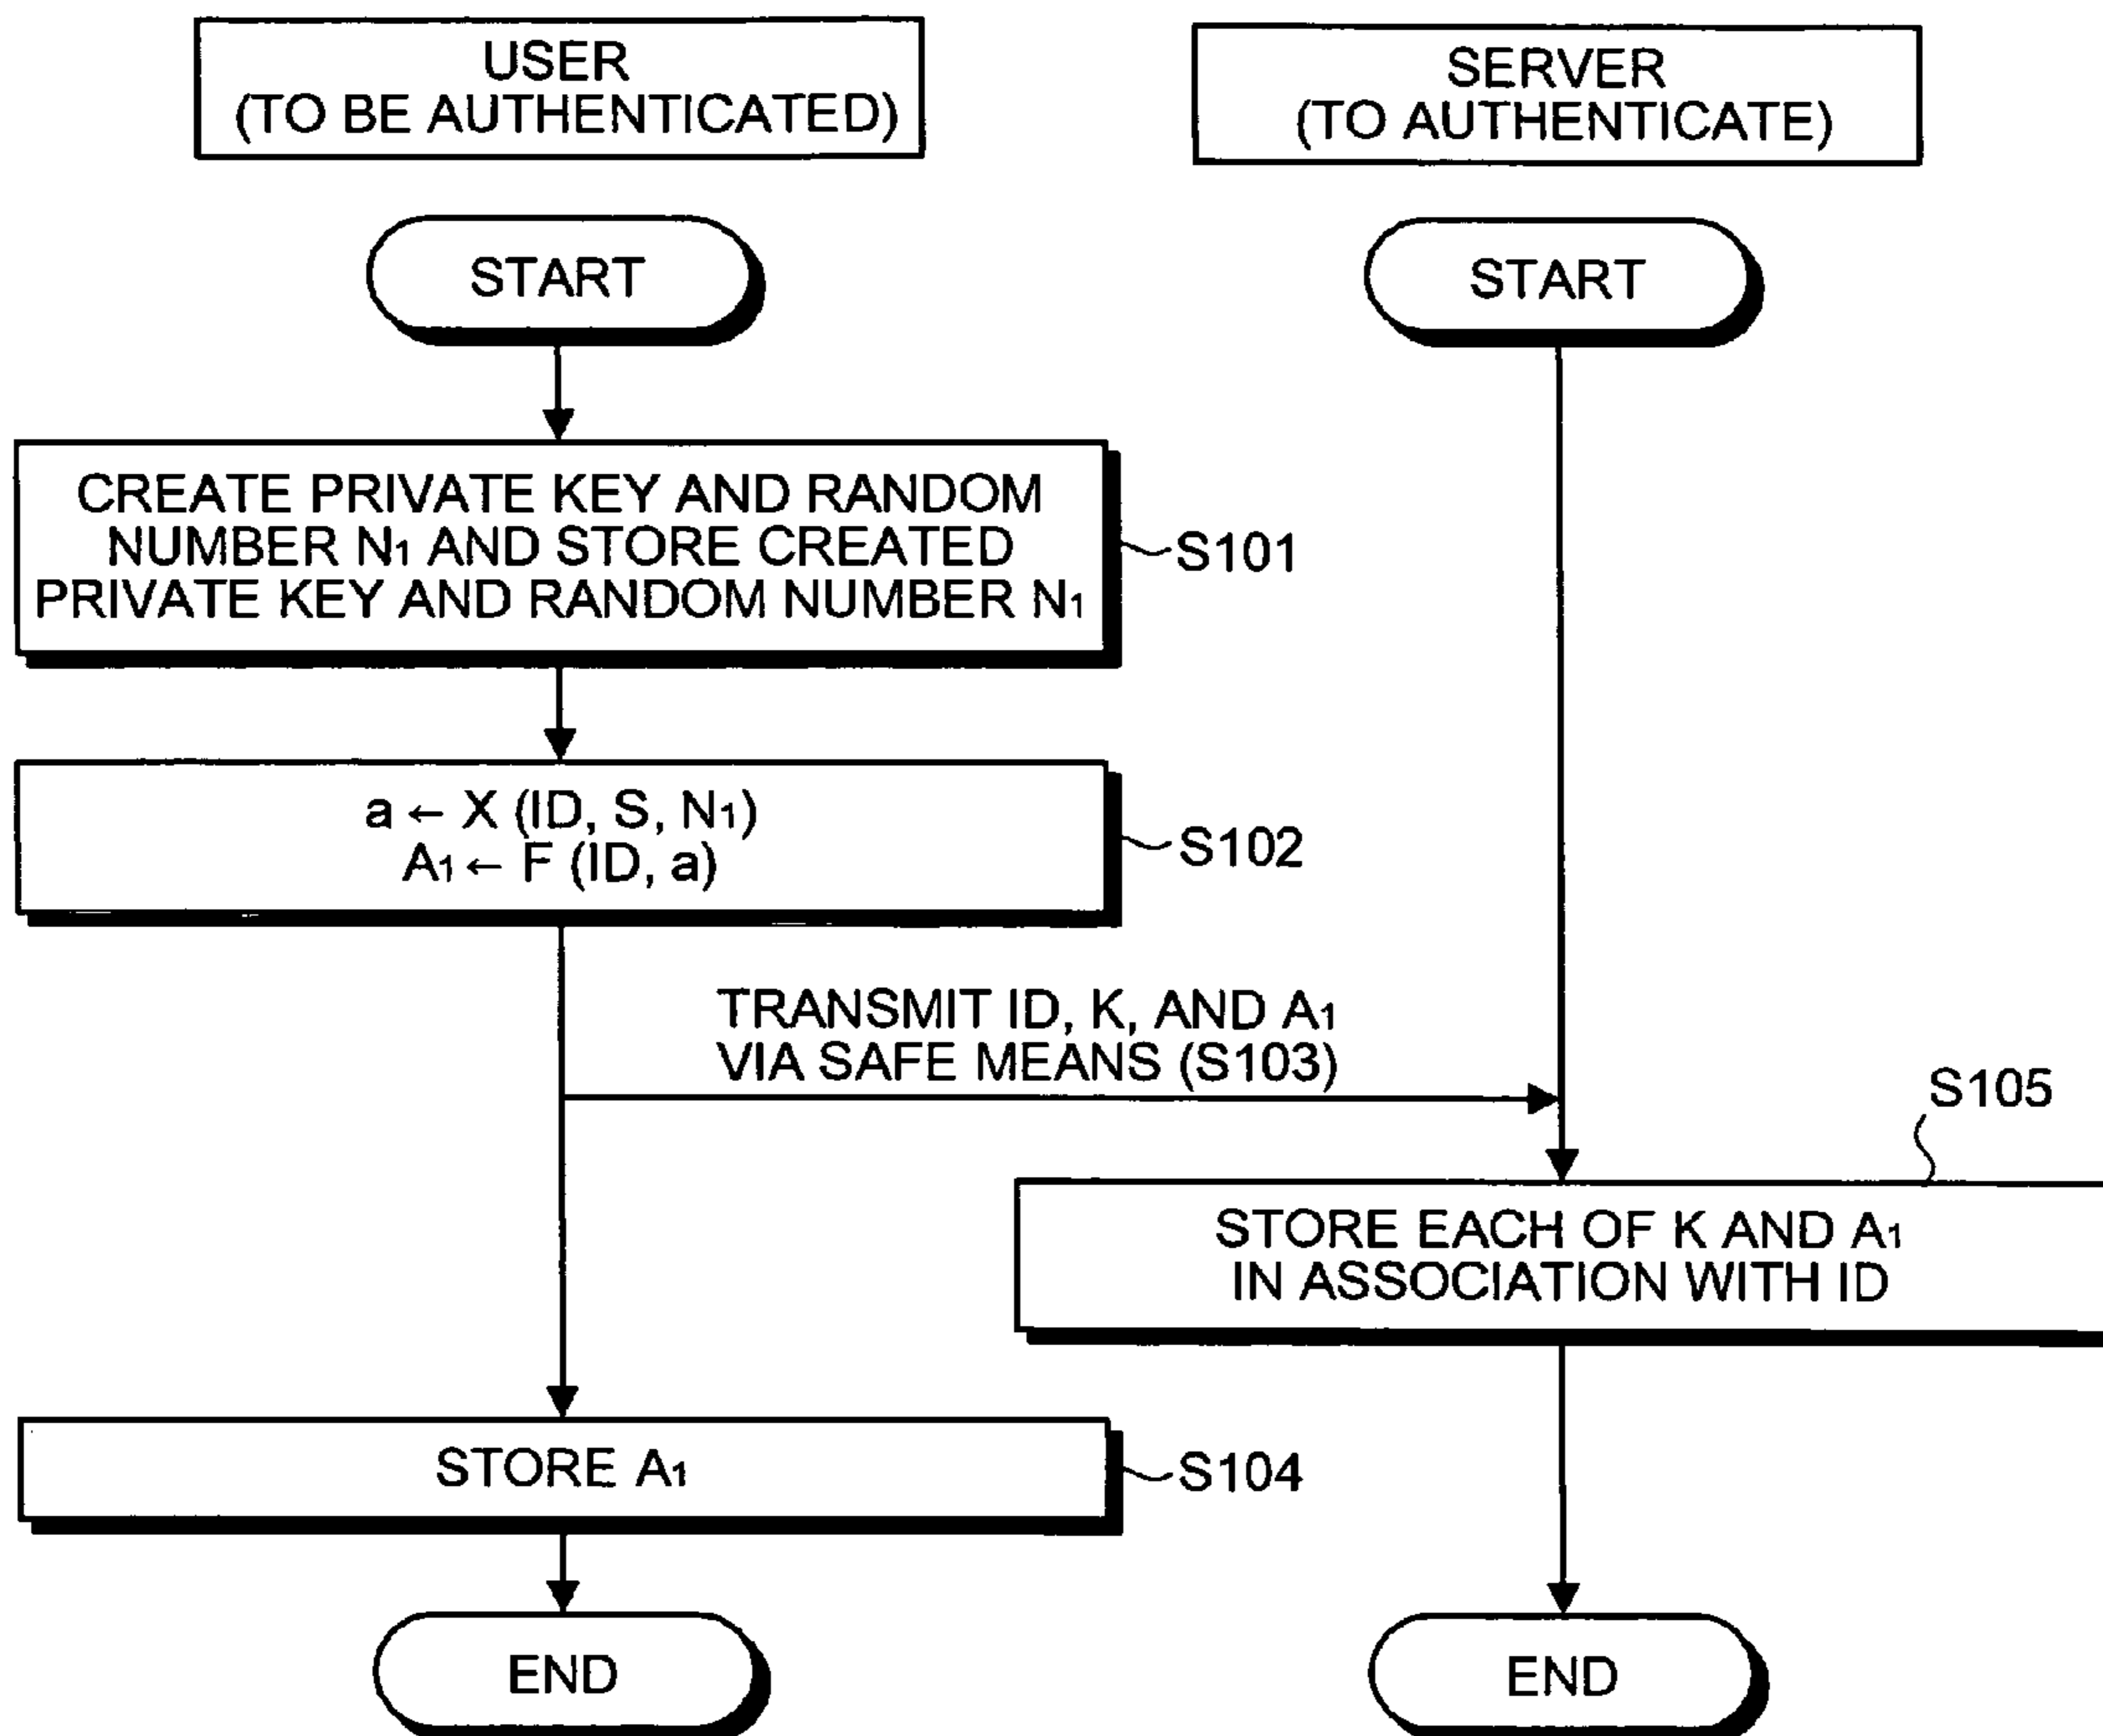 USER
(TO BE AUTHENTICATED)
SERVER
(TO AUTHENTICATE)
START
START
CREATE PRIVATE KEY AND RANDOM
NUMBER N₁ AND STORE CREATED
PRIVATE KEY AND RANDOM NUMBER N₁
S101
a ← X (ID, S, N₁)
A₁ ← F (ID, a)
S102
TRANSMIT ID, K, AND A₁
VIA SAFE MEANS (S103)
S105
STORE EACH OF K AND A₁
IN ASSOCIATION WITH ID
STORE A₁
S104
END
END